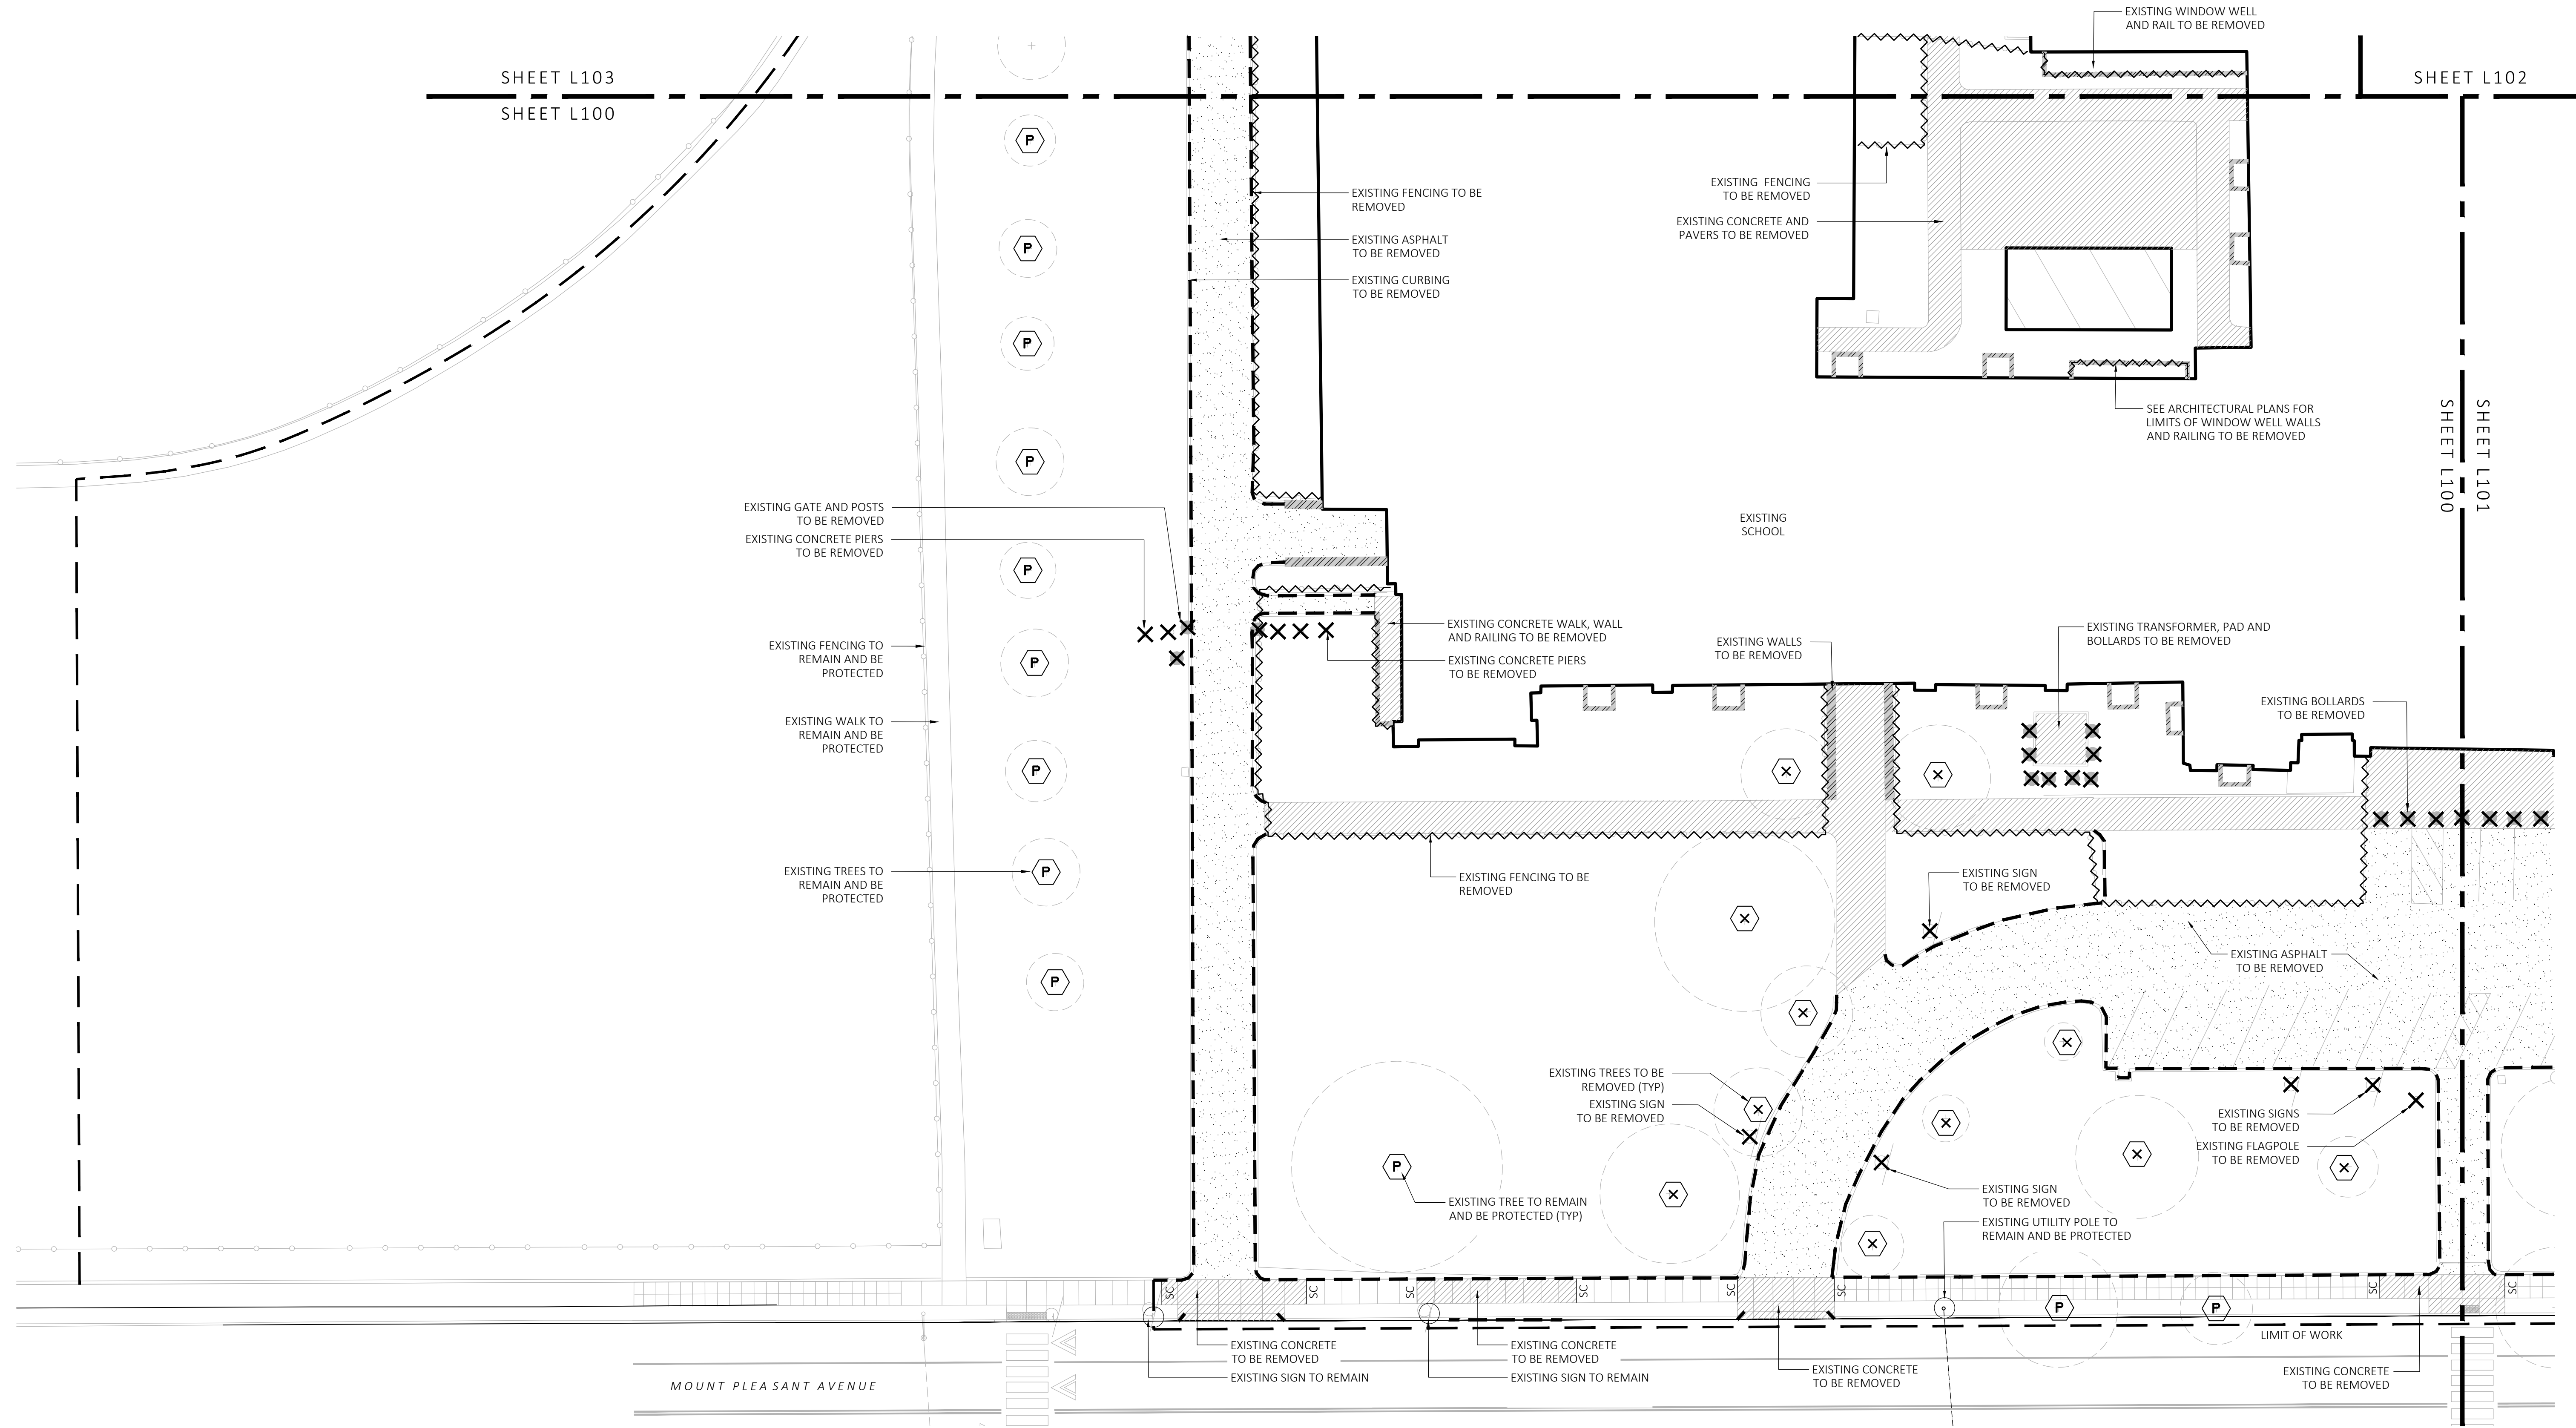 EXISTING WINDOW WELL
AND RAIL TO BE REMOVED
SHEET L103
SHEET L100
SHEET L102
SHEET L100
SHEET L101
P
P
P
P
P
P
P
P
P
EXISTING FENCING TO BE
REMOVED
EXISTING ASPHALT
TO BE REMOVED
EXISTING CURBING
TO BE REMOVED
EXISTING FENCING
TO BE REMOVED
EXISTING CONCRETE AND
PAVERS TO BE REMOVED
SEE ARCHITECTURAL PLANS FOR
LIMITS OF WINDOW WELL WALLS
AND RAILING TO BE REMOVED
EXISTING
SCHOOL
EXISTING GATE AND POSTS
TO BE REMOVED
EXISTING CONCRETE PIERS
TO BE REMOVED
EXISTING FENCING TO
REMAIN AND BE
PROTECTED
EXISTING WALK TO
REMAIN AND BE
PROTECTED
EXISTING TREES TO
REMAIN AND BE
PROTECTED
EXISTING CONCRETE WALK, WALL
AND RAILING TO BE REMOVED
EXISTING CONCRETE PIERS
TO BE REMOVED
EXISTING WALLS
TO BE REMOVED
EXISTING TRANSFORMER, PAD AND
BOLLARDS TO BE REMOVED
EXISTING BOLLARDS
TO BE REMOVED
EXISTING FENCING TO BE
REMOVED
EXISTING SIGN
TO BE REMOVED
EXISTING ASPHALT
TO BE REMOVED
EXISTING TREES TO BE
REMOVED (TYP)
EXISTING SIGN
TO BE REMOVED
EXISTING SIGNS
TO BE REMOVED
EXISTING FLAGPOLE
TO BE REMOVED
P
EXISTING TREE TO REMAIN
AND BE PROTECTED (TYP)
EXISTING SIGN
TO BE REMOVED
EXISTING UTILITY POLE TO
REMAIN AND BE PROTECTED
SC
SC
SC
SC
SC
SC
SC
SC
P
P
LIMIT OF WORK
EXISTING CONCRETE
TO BE REMOVED
EXISTING SIGN TO REMAIN
EXISTING CONCRETE
TO BE REMOVED
EXISTING SIGN TO REMAIN
EXISTING CONCRETE
TO BE REMOVED
EXISTING CONCRETE
TO BE REMOVED
MOUNT PLEASANT AVENUE